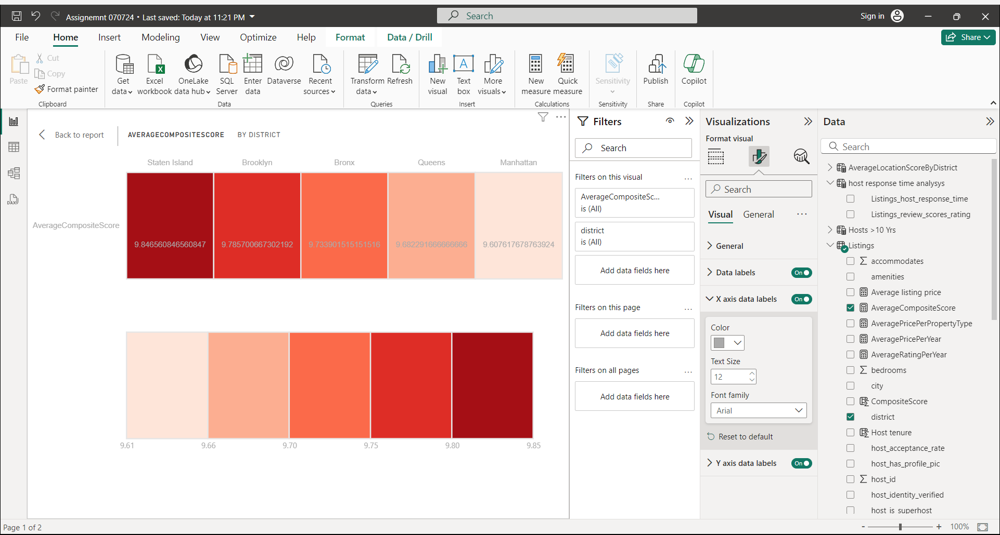 Assignemnt 070724 • Last saved: Today at 11:21 PM
Search
Sign in
File
Home
Insert
Modeling
View
Optimize
Help
Format
Data / Drill
Share
Paste
Cut
Copy
Format painter
Clipboard
Get data
Excel workbook
OneLake data hub
SQL Server
Enter data
Dataverse
Recent sources
Data
Transform data
Refresh
Queries
New visual
Text box
More visuals
Insert
New measure
Quick measure
Calculations
Sensitivity
Sensitivity
Publish
Share
Copilot
Copilot
DAX
Back to report
AVERAGECOMPOSITESCORE
BY DISTRICT
Staten Island
Brooklyn
Bronx
Queens
Manhattan
AverageCompositeScore
9.846560846560847
9.785700667302192
9.733901515151516
9.682291666666666
9.607617678763924
9.61
9.66
9.70
9.75
9.80
9.85
Filters
Search
Filters on this visual
...
AverageCompositeSc...
is (All)
district
is (All)
Add data fields here
Filters on this page
...
Add data fields here
Filters on all pages
...
Add data fields here
Visualizations
Format visual
Search
Visual
General
...
General
Data labels
On
X axis data labels
On
Color
Text Size
12
Font family
Arial
Reset to default
Y axis data labels
On
Data
Search
AverageLocationScoreByDistrict
host response time analysys
Listings_host_response_time
Listings_review_scores_rating
Hosts >10 Yrs
Listings
accommodates
amenities
Average listing price
AverageCompositeScore
AveragePricePerPropertyType
AveragePricePerYear
AverageRatingPerYear
bedrooms
city
CompositeScore
district
Host tenure
host_acceptance_rate
host_has_profile_pic
host_id
host_identity_verified
host_is_superhost
Page 1 of 2
- + 100%